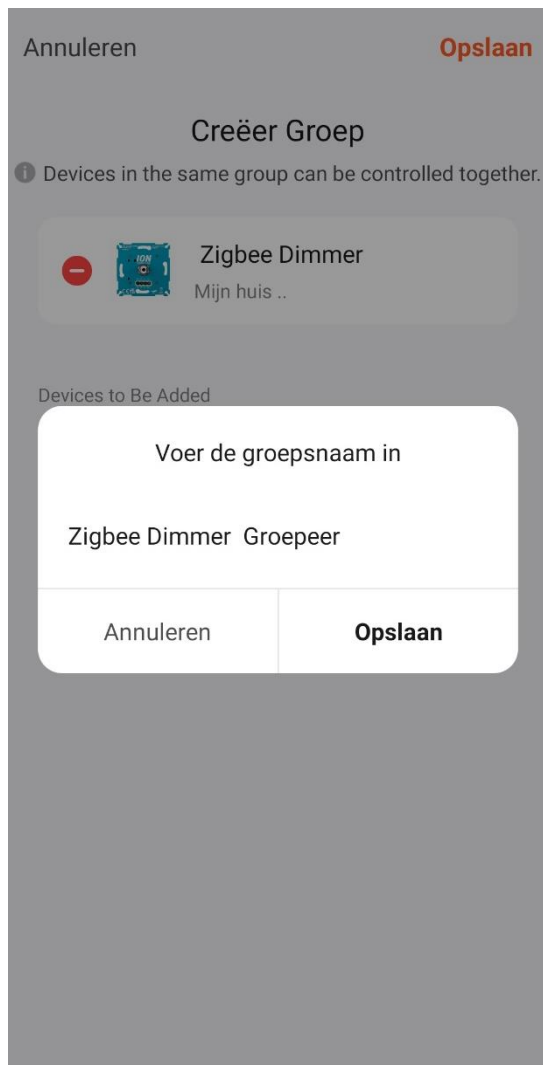 Annuleren Opslaan
Creëer Groep
Devices in the same group can be controlled together.
ION
Zigbee Dimmer
Mijn huis ..
Devices to Be Added
Voer de groepsnaam in
Zigbee Dimmer  Groepeer
Annuleren Opslaan